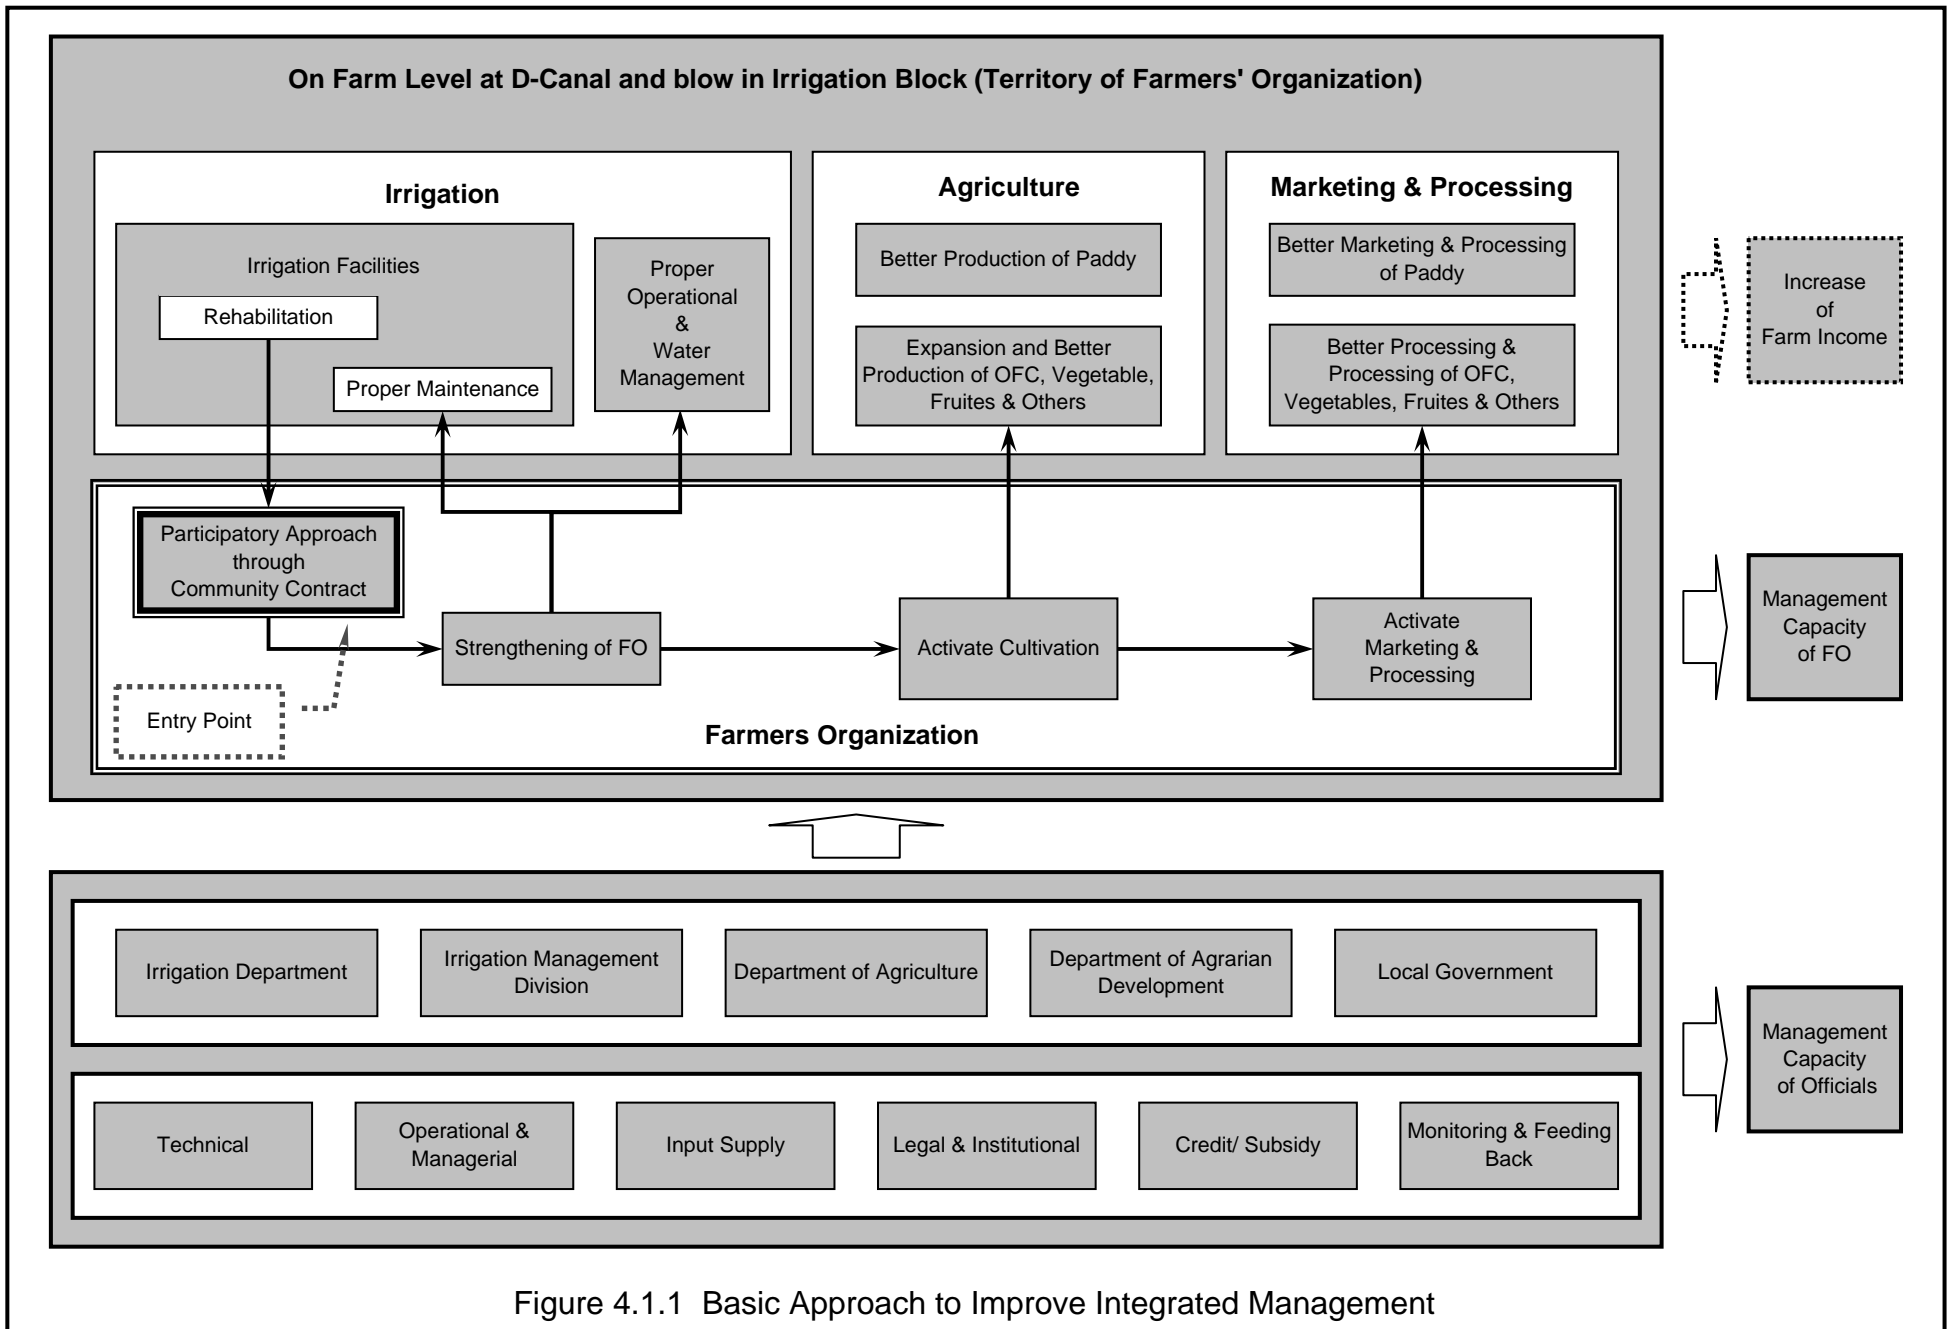 On Farm Level at D-Canal and blow in Irrigation Block (Territory of Farmers' Organization)
Irrigation
Irrigation Facilities
Rehabilitation
Proper Maintenance
Proper
Operational
&
Water
Management
Agriculture
Better Production of Paddy
Expansion and Better
Production of OFC, Vegetable,
Fruites & Others
Marketing & Processing
Better Marketing & Processing
of Paddy
Better Processing &
Processing of OFC,
Vegetables, Fruites & Others
Increase
of
Farm Income
Participatory Approach
through
Community Contract
Strengthening of FO
Activate Cultivation
Activate
Marketing &
Processing
Entry Point
Farmers Organization
Management
Capacity
of FO
Irrigation Department
Irrigation Management
Division
Department of Agriculture
Department of Agrarian
Development
Local Government
Technical
Operational &
Managerial
Input Supply
Legal & Institutional
Credit/ Subsidy
Monitoring & Feeding
Back
Management
Capacity
of Officials
Figure 4.1.1 Basic Approach to Improve Integrated Management